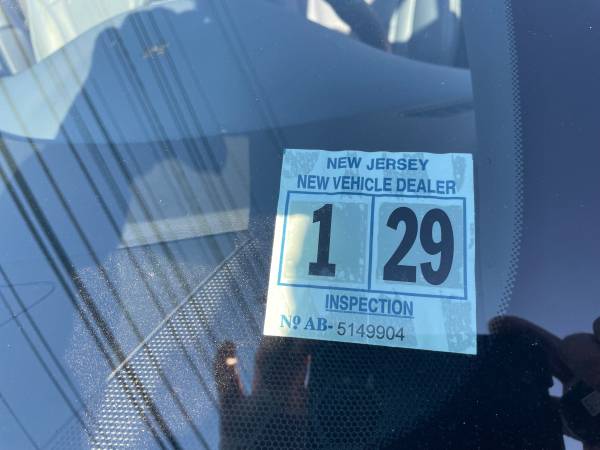 NEW JERSEY
NEW VEHICLE DEALER
1 29
INSPECTION
Nº AB- 5149904